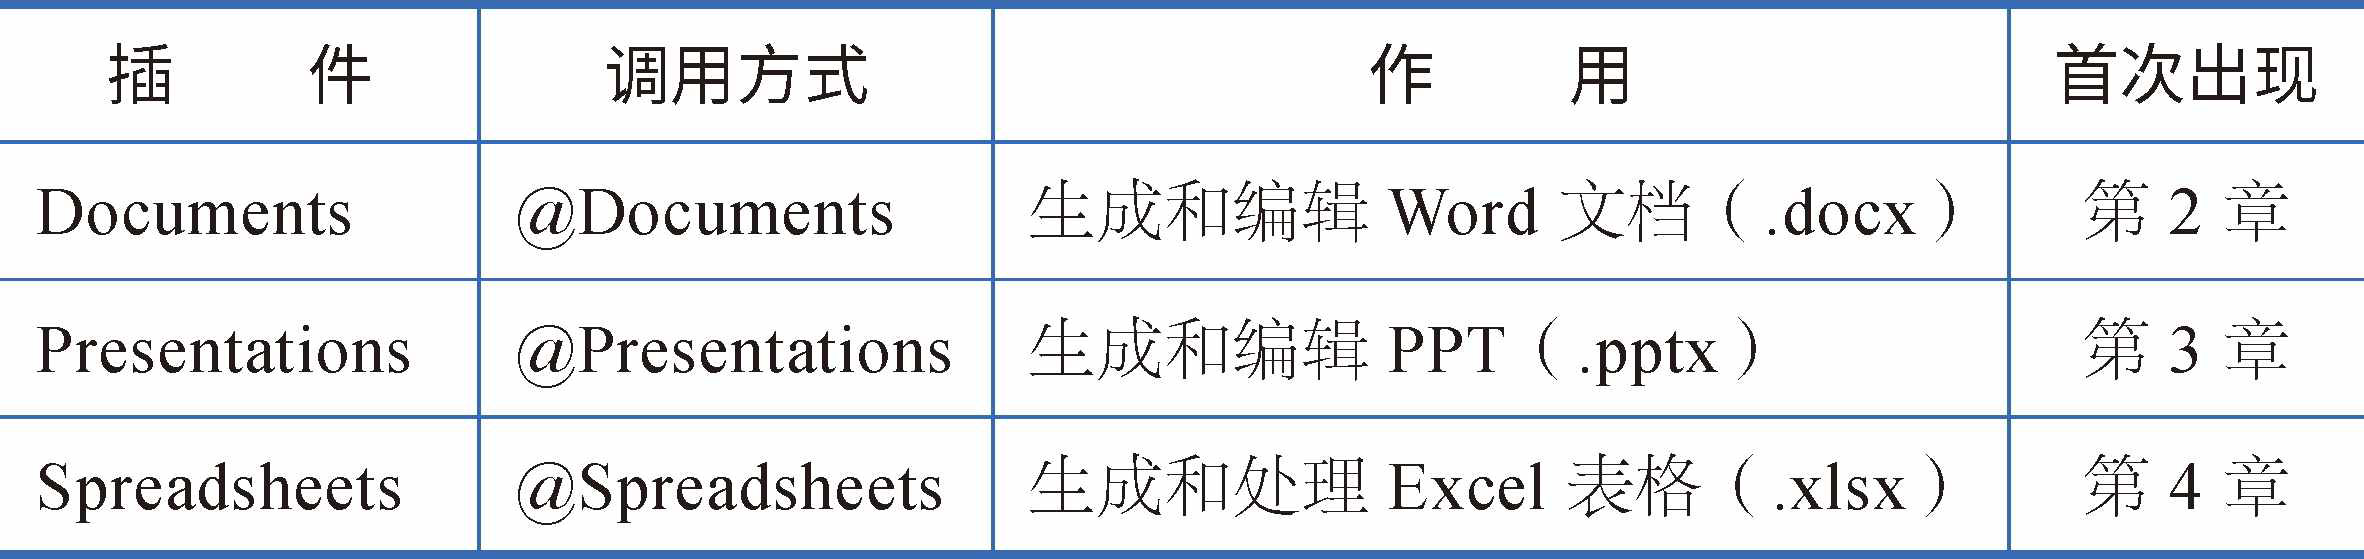 插 件 调用方式 作 用 首次出现
Documents @Documents 生成和编辑 Word 文档（.docx） 第 2 章
Presentations @Presentations 生成和编辑 PPT（.pptx） 第 3 章
Spreadsheets @Spreadsheets 生成和处理 Excel 表格（.xlsx） 第 4 章